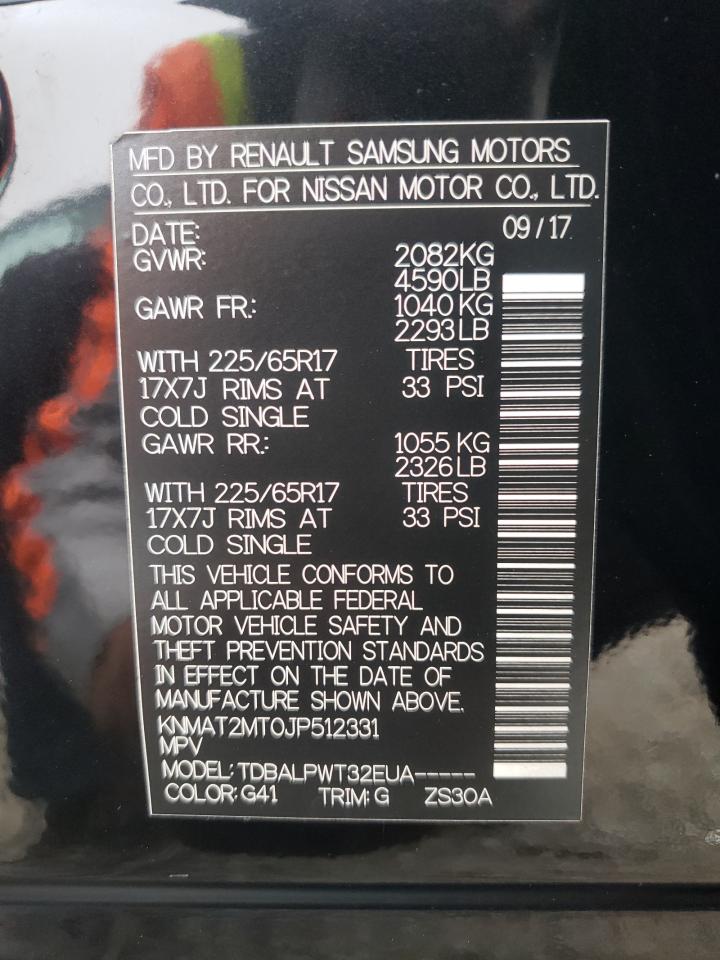 MFD BY RENAULT SAMSUNG MOTORS
CO., LTD. FOR NISSAN MOTOR CO., LTD.
DATE: 09/17
GVWR: 2082KG
4590LB
GAWR FR.: 1040KG
2293LB
WITH 225/65R17 TIRES
17X7J RIMS AT 33 PSI
COLD SINGLE
GAWR RR.: 1055KG
2326LB
WITH 225/65R17 TIRES
17X7J RIMS AT 33 PSI
COLD SINGLE
THIS VEHICLE CONFORMS TO
ALL APPLICABLE FEDERAL
MOTOR VEHICLE SAFETY AND
THEFT PREVENTION STANDARDS
IN EFFECT ON THE DATE OF
MANUFACTURE SHOWN ABOVE.
KNMAT2MT0JP512331
MPV
MODEL: TDBALPWT32EUA-----
COLOR: G41 TRIM: G ZS30A